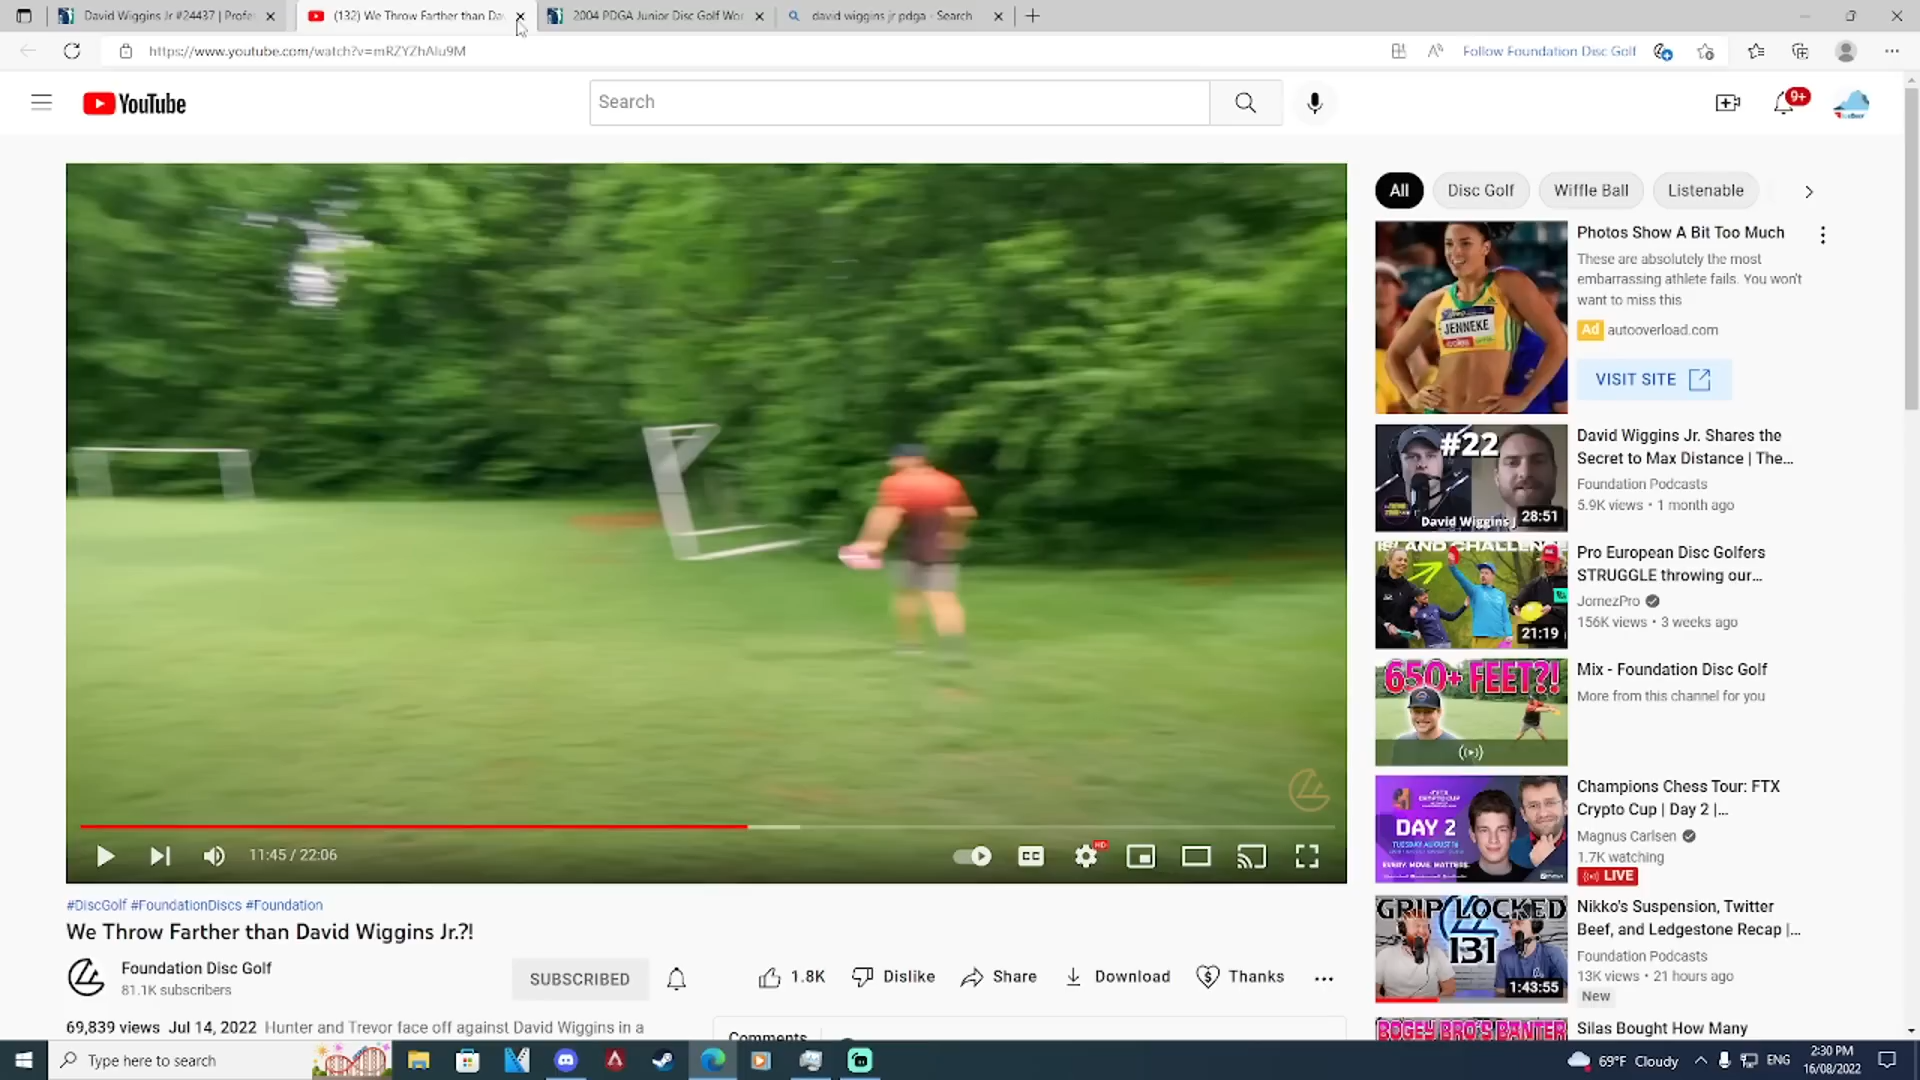 David Wiggins Jr #24437 | Profe
(132) We Throw Farther than Da
2004 PDGA Junior Disc Golf Wor
david wiggins jr pdga - Search
https://www.youtube.com/watch?v=mRZYZhAlu9M
Follow Foundation Disc Golf
YouTube
Search
9+
All
Disc Golf
Wiffle Ball
Listenable
JENNEKE
Photos Show A Bit Too Much
These are absolutely the most
embarrassing athlete fails. You won't
want to miss this
Ad autooverload.com
VISIT SITE
#22
David Wiggins J
28:51
David Wiggins Jr. Shares the
Secret to Max Distance | The...
Foundation Podcasts
5.9K views • 1 month ago
ISLAND CHALLENGE
21:19
Pro European Disc Golfers
STRUGGLE throwing our...
JomezPro
156K views • 3 weeks ago
650+ FEET?!
Mix - Foundation Disc Golf
More from this channel for you
DAY 2
TUESDAY AUGUST 16
EVERY MOVE MATTERS
Champions Chess Tour: FTX
Crypto Cup | Day 2 |...
Magnus Carlsen
1.7K watching
LIVE
GRIP LOCKED
131
1:43:55
Nikko's Suspension, Twitter
Beef, and Ledgestone Recap |...
Foundation Podcasts
13K views • 21 hours ago
New
BOGEY BRO'S BANTER
Silas Bought How Many
11:45 / 22:06
CC
HD
#DiscGolf #FoundationDiscs #Foundation
We Throw Farther than David Wiggins Jr.?!
Foundation Disc Golf
81.1K subscribers
SUBSCRIBED
1.8K
Dislike
Share
Download
Thanks
69,839 views Jul 14, 2022 Hunter and Trevor face off against David Wiggins in a
Comments
Type here to search
69°F Cloudy
ENG
2:30 PM
16/08/2022